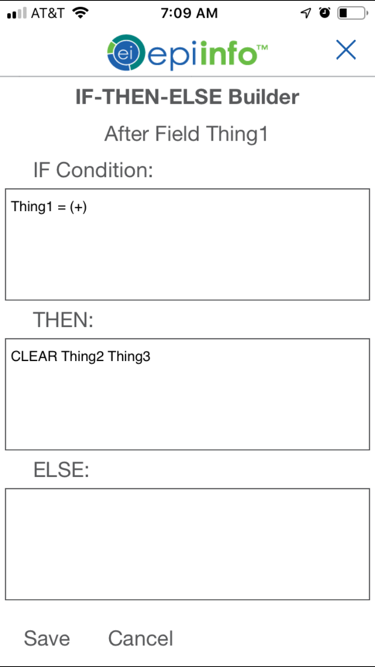 AT&T 7:09 AM
ei epiinfo™
IF-THEN-ELSE Builder
After Field Thing1
IF Condition:
Thing1 = (+)
THEN:
CLEAR Thing2 Thing3
ELSE:
Save Cancel